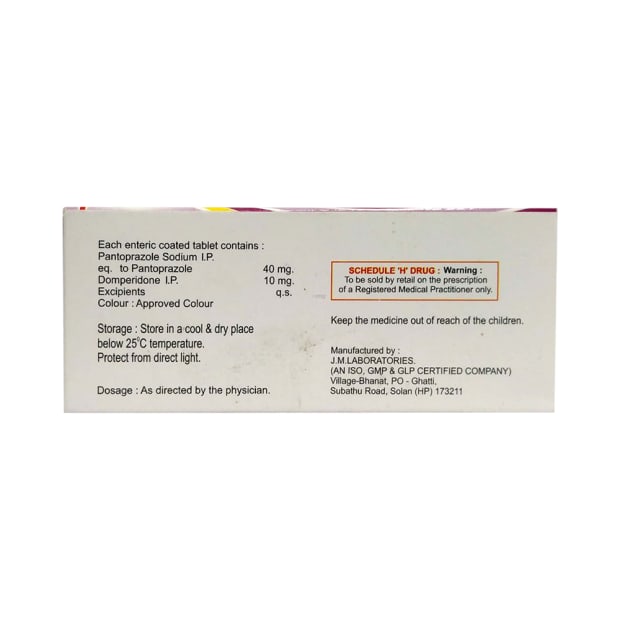 Each enteric coated tablet contains :
Pantoprazole Sodium I.P.
eq. to Pantoprazole 40 mg.
Domperidone I.P. 10 mg.
Excipients q.s.
Colour : Approved Colour
Storage : Store in a cool & dry place
below 25°C temperature.
Protect from direct light.
Dosage : As directed by the physician.
SCHEDULE 'H' DRUG : Warning :
To be sold by retail on the prescription
of a Registered Medical Practitioner only.
Keep the medicine out of reach of the children.
Manufactured by :
J.M.LABORATORIES.
(AN ISO, GMP & GLP CERTIFIED COMPANY)
Village-Bhanat, PO - Ghatti,
Subathu Road, Solan (HP) 173211